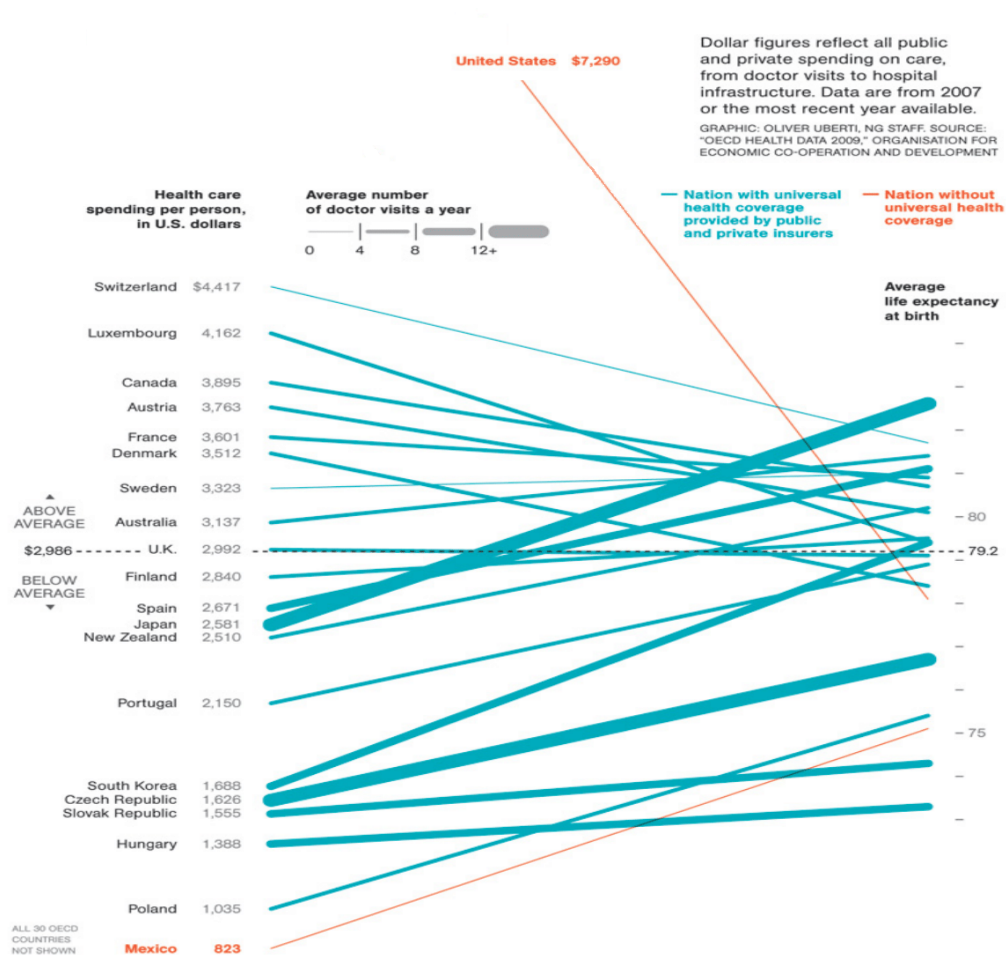 United States $7,290
Dollar figures reflect all public
and private spending on care,
from doctor visits to hospital
infrastructure. Data are from 2007
or the most recent year available.
GRAPHIC: OLIVER UBERTI, NG STAFF. SOURCE:
"OECD HEALTH DATA 2009," ORGANISATION FOR
ECONOMIC CO-OPERATION AND DEVELOPMENT
Health care
spending per person,
in U.S. dollars
Average number
of doctor visits a year
0 4 8 12+
Nation with universal
health coverage
provided by public
and private insurers
Nation without
universal health
coverage
Average
life expectancy
at birth
Switzerland $4,417
Luxembourg 4,162
Canada 3,895
Austria 3,763
France 3,601
Denmark 3,512
Sweden 3,323
ABOVE
AVERAGE
Australia 3,137
80
$2,986 U.K. 2,992 79.2
BELOW
AVERAGE
Finland 2,840
Spain 2,671
Japan 2,581
New Zealand 2,510
Portugal 2,150
75
South Korea 1,688
Czech Republic 1,626
Slovak Republic 1,555
Hungary 1,388
Poland 1,035
ALL 30 OECD
COUNTRIES
NOT SHOWN
Mexico 823